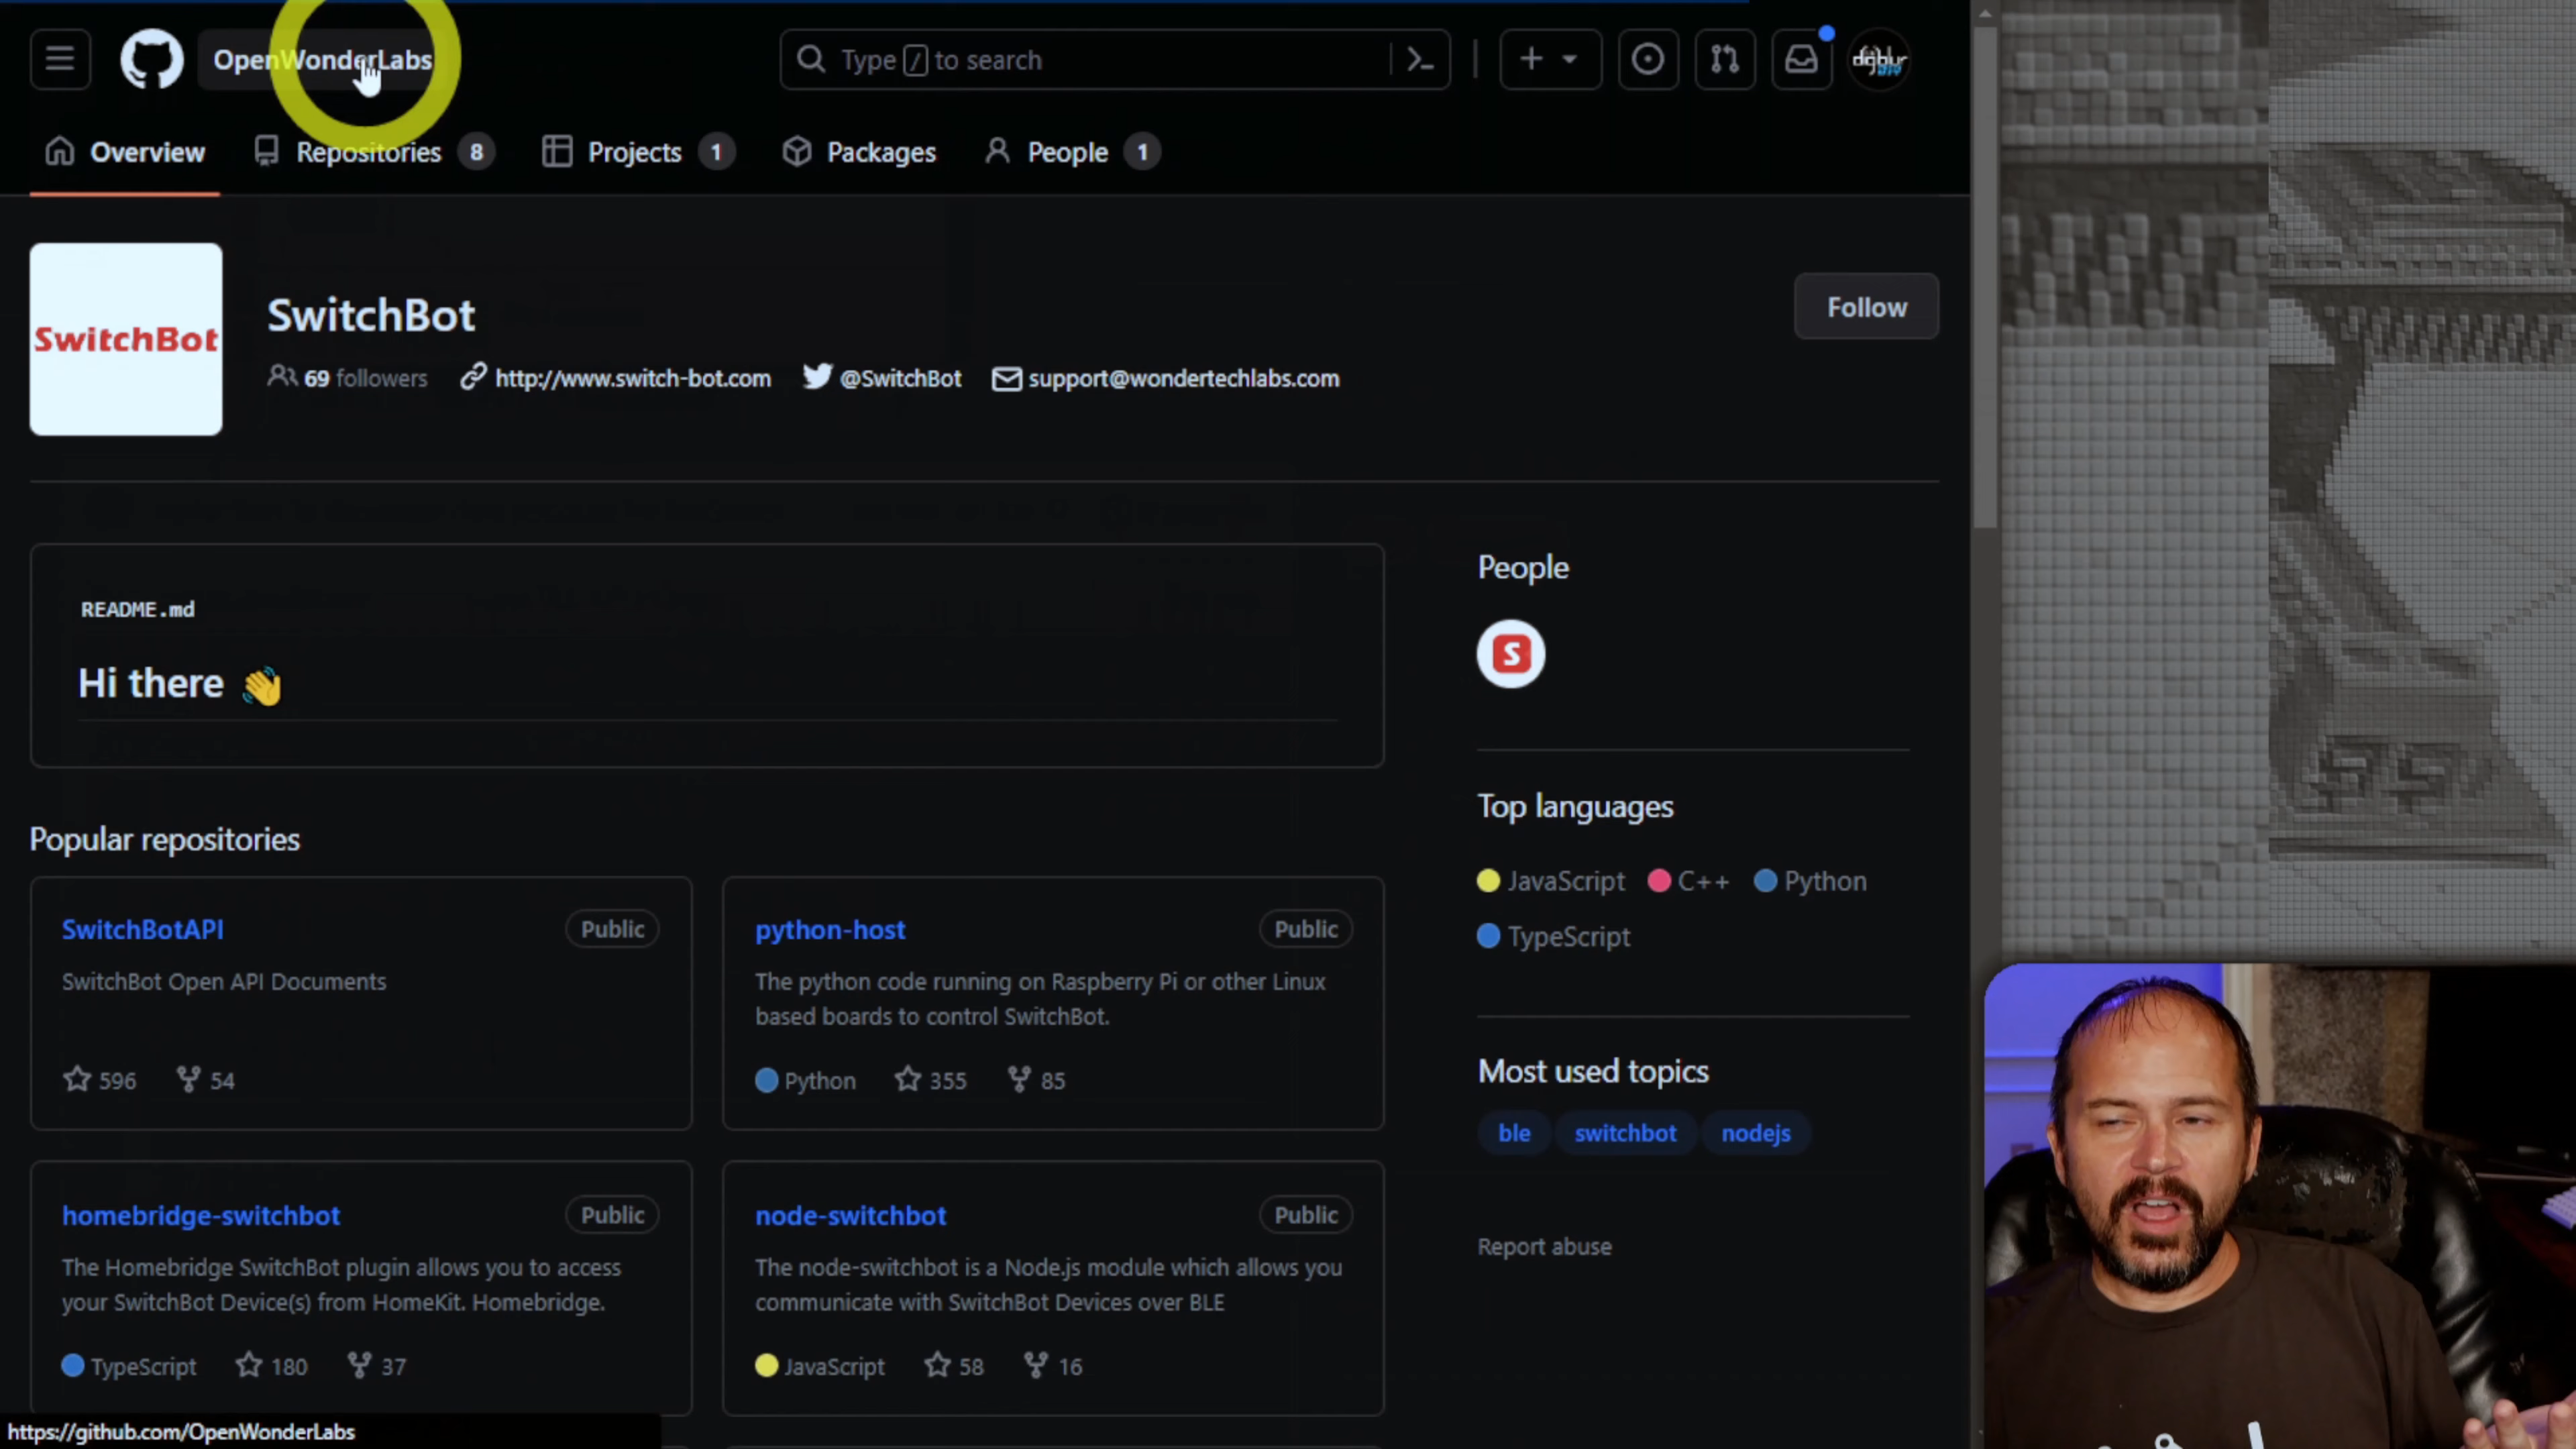 OpenWonderLabs
Type / to search
Overview
Repositories 8
Projects 1
Packages
People 1
SwitchBot
SwitchBot
69 followers
http://www.switch-bot.com
@SwitchBot
support@wondertechlabs.com
Follow
README.md
Hi there 👋
People
S
Top languages
JavaScript C++ Python
TypeScript
Most used topics
ble switchbot nodejs
Report abuse
Popular repositories
SwitchBotAPI Public
SwitchBot Open API Documents
596 54
python-host Public
The python code running on Raspberry Pi or other Linux
based boards to control SwitchBot.
Python 355 85
homebridge-switchbot Public
The Homebridge SwitchBot plugin allows you to access
your SwitchBot Device(s) from HomeKit. Homebridge.
TypeScript 180 37
node-switchbot Public
The node-switchbot is a Node.js module which allows you
communicate with SwitchBot Devices over BLE
JavaScript 58 16
https://github.com/OpenWonderLabs